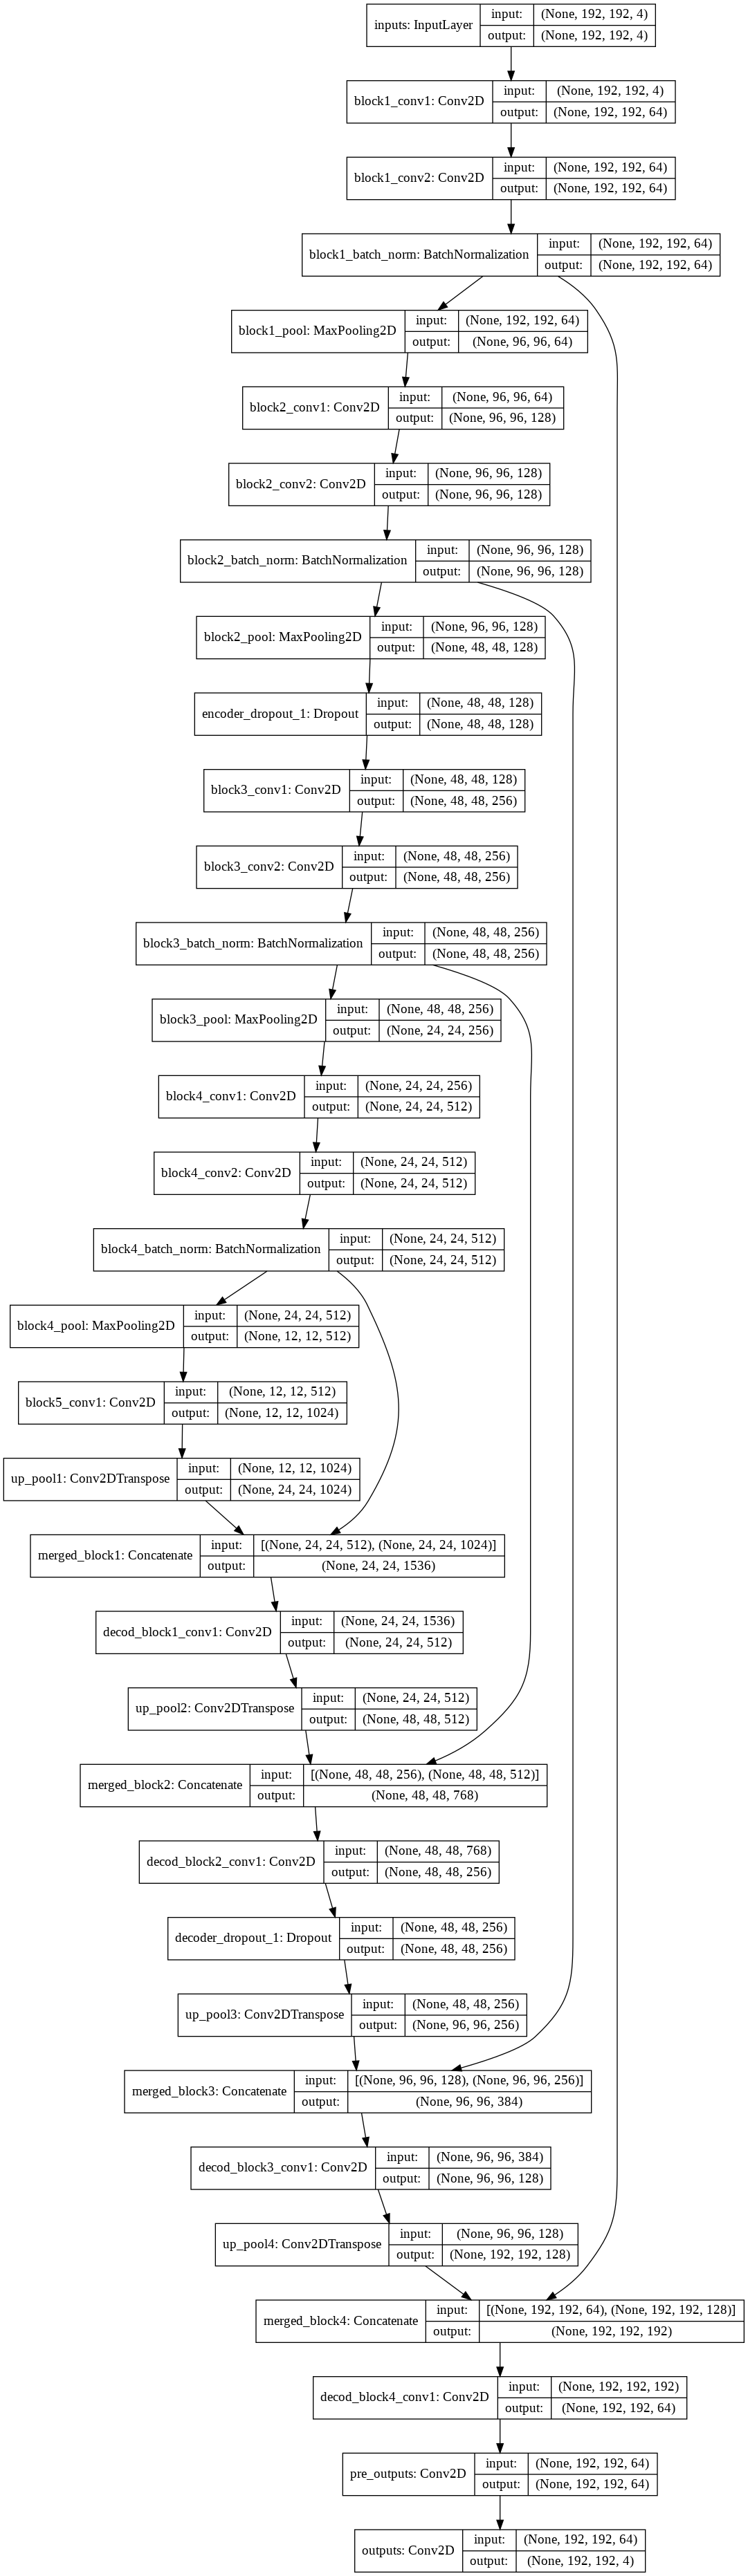 inputs: InputLayer input: (None, 192, 192, 4)
output: (None, 192, 192, 4)
block1_conv1: Conv2D input: (None, 192, 192, 4)
output: (None, 192, 192, 64)
block1_conv2: Conv2D input: (None, 192, 192, 64)
output: (None, 192, 192, 64)
block1_batch_norm: BatchNormalization input: (None, 192, 192, 64)
output: (None, 192, 192, 64)
block1_pool: MaxPooling2D input: (None, 192, 192, 64)
output: (None, 96, 96, 64)
block2_conv1: Conv2D input: (None, 96, 96, 64)
output: (None, 96, 96, 128)
block2_conv2: Conv2D input: (None, 96, 96, 128)
output: (None, 96, 96, 128)
block2_batch_norm: BatchNormalization input: (None, 96, 96, 128)
output: (None, 96, 96, 128)
block2_pool: MaxPooling2D input: (None, 96, 96, 128)
output: (None, 48, 48, 128)
encoder_dropout_1: Dropout input: (None, 48, 48, 128)
output: (None, 48, 48, 128)
block3_conv1: Conv2D input: (None, 48, 48, 128)
output: (None, 48, 48, 256)
block3_conv2: Conv2D input: (None, 48, 48, 256)
output: (None, 48, 48, 256)
block3_batch_norm: BatchNormalization input: (None, 48, 48, 256)
output: (None, 48, 48, 256)
block3_pool: MaxPooling2D input: (None, 48, 48, 256)
output: (None, 24, 24, 256)
block4_conv1: Conv2D input: (None, 24, 24, 256)
output: (None, 24, 24, 512)
block4_conv2: Conv2D input: (None, 24, 24, 512)
output: (None, 24, 24, 512)
block4_batch_norm: BatchNormalization input: (None, 24, 24, 512)
output: (None, 24, 24, 512)
block4_pool: MaxPooling2D input: (None, 24, 24, 512)
output: (None, 12, 12, 512)
block5_conv1: Conv2D input: (None, 12, 12, 512)
output: (None, 12, 12, 1024)
up_pool1: Conv2DTranspose input: (None, 12, 12, 1024)
output: (None, 24, 24, 1024)
merged_block1: Concatenate input: [(None, 24, 24, 512), (None, 24, 24, 1024)]
output: (None, 24, 24, 1536)
decod_block1_conv1: Conv2D input: (None, 24, 24, 1536)
output: (None, 24, 24, 512)
up_pool2: Conv2DTranspose input: (None, 24, 24, 512)
output: (None, 48, 48, 512)
merged_block2: Concatenate input: [(None, 48, 48, 256), (None, 48, 48, 512)]
output: (None, 48, 48, 768)
decod_block2_conv1: Conv2D input: (None, 48, 48, 768)
output: (None, 48, 48, 256)
decoder_dropout_1: Dropout input: (None, 48, 48, 256)
output: (None, 48, 48, 256)
up_pool3: Conv2DTranspose input: (None, 48, 48, 256)
output: (None, 96, 96, 256)
merged_block3: Concatenate input: [(None, 96, 96, 128), (None, 96, 96, 256)]
output: (None, 96, 96, 384)
decod_block3_conv1: Conv2D input: (None, 96, 96, 384)
output: (None, 96, 96, 128)
up_pool4: Conv2DTranspose input: (None, 96, 96, 128)
output: (None, 192, 192, 128)
merged_block4: Concatenate input: [(None, 192, 192, 64), (None, 192, 192, 128)]
output: (None, 192, 192, 192)
decod_block4_conv1: Conv2D input: (None, 192, 192, 192)
output: (None, 192, 192, 64)
pre_outputs: Conv2D input: (None, 192, 192, 64)
output: (None, 192, 192, 64)
outputs: Conv2D input: (None, 192, 192, 64)
output: (None, 192, 192, 4)